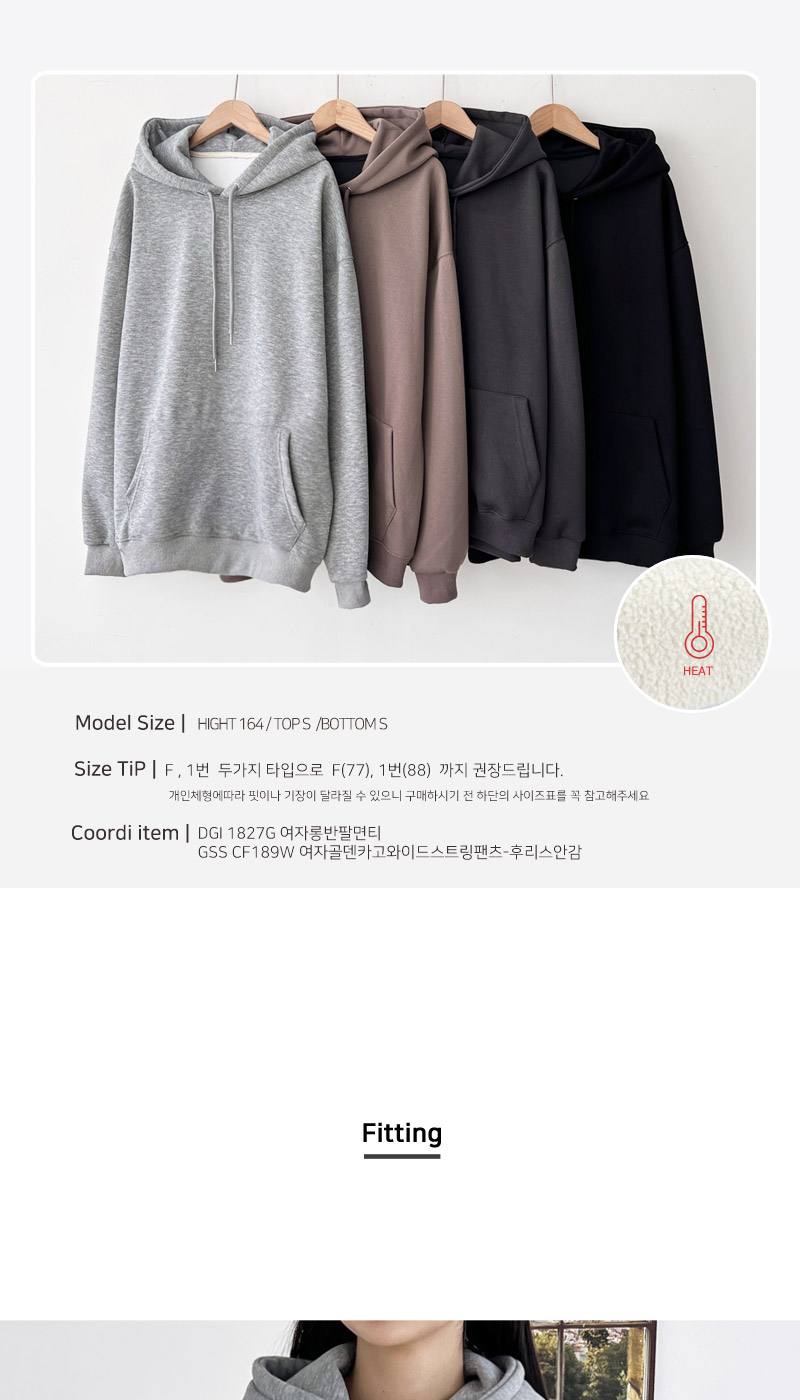 HEAT
Model Size | HIGHT 164 / TOP S /BOTTOM S
Size TiP | F , 1번 두가지 타입으로 F(77), 1번(88) 까지 권장드립니다.
개인체형에따라 핏이나 기장이 달라질 수 있으니 구매하시기 전 하단의 사이즈표를 꼭 참고해주세요
Coordi item | DGI 1827G 여자롱반팔면티
GSS CF189W 여자골덴카고와이드스트링팬츠-후리스안감
Fitting